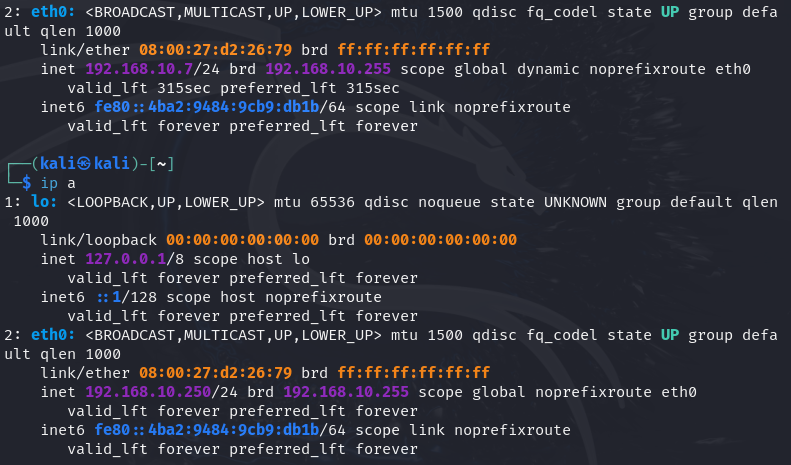 2: eth0: <BROADCAST,MULTICAST,UP,LOWER_UP> mtu 1500 qdisc fq_codel state UP group defa
ult qlen 1000
    link/ether 08:00:27:d2:26:79 brd ff:ff:ff:ff:ff:ff
    inet 192.168.10.7/24 brd 192.168.10.255 scope global dynamic noprefixroute eth0
       valid_lft 315sec preferred_lft 315sec
    inet6 fe80::4ba2:9484:9cb9:db1b/64 scope link noprefixroute
       valid_lft forever preferred_lft forever
┌──(kali㉿kali)-[~]
└─$ ip a
1: lo: <LOOPBACK,UP,LOWER_UP> mtu 65536 qdisc noqueue state UNKNOWN group default qlen
 1000
    link/loopback 00:00:00:00:00:00 brd 00:00:00:00:00:00
    inet 127.0.0.1/8 scope host lo
       valid_lft forever preferred_lft forever
    inet6 ::1/128 scope host noprefixroute
       valid_lft forever preferred_lft forever
2: eth0: <BROADCAST,MULTICAST,UP,LOWER_UP> mtu 1500 qdisc fq_codel state UP group defa
ult qlen 1000
    link/ether 08:00:27:d2:26:79 brd ff:ff:ff:ff:ff:ff
    inet 192.168.10.250/24 brd 192.168.10.255 scope global noprefixroute eth0
       valid_lft forever preferred_lft forever
    inet6 fe80::4ba2:9484:9cb9:db1b/64 scope link noprefixroute
       valid_lft forever preferred_lft forever